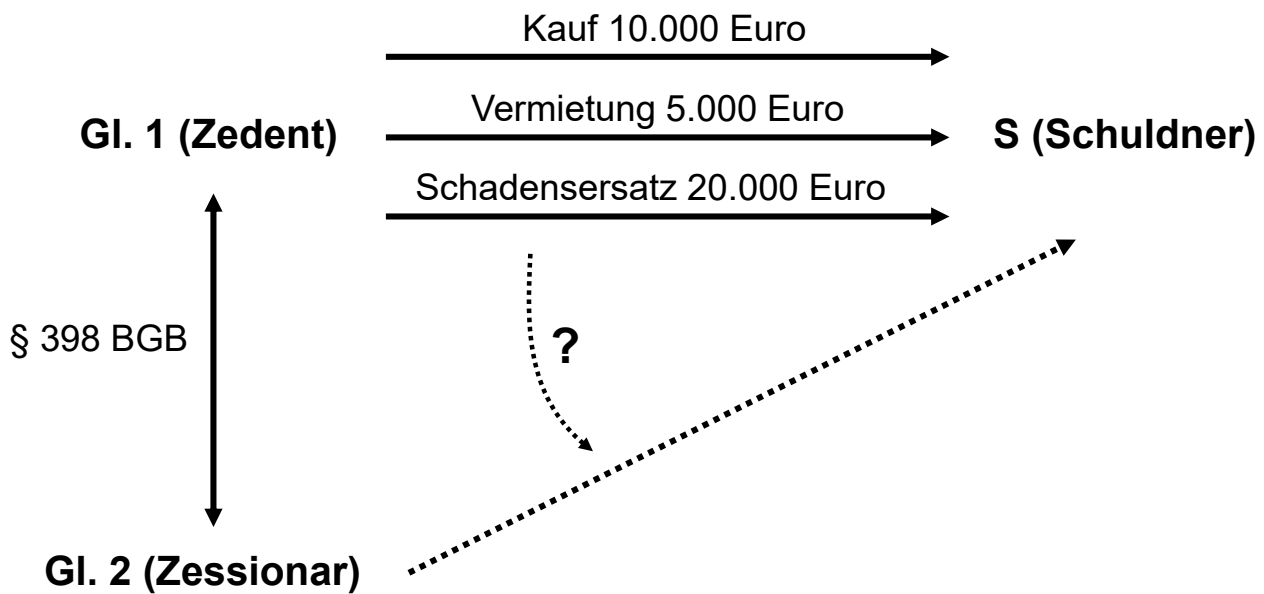 Kauf 10.000 Euro
Vermietung 5.000 Euro
Gl. 1 (Zedent)
S (Schuldner)
Schadensersatz 20.000 Euro
§ 398 BGB
?
Gl. 2 (Zessionar)